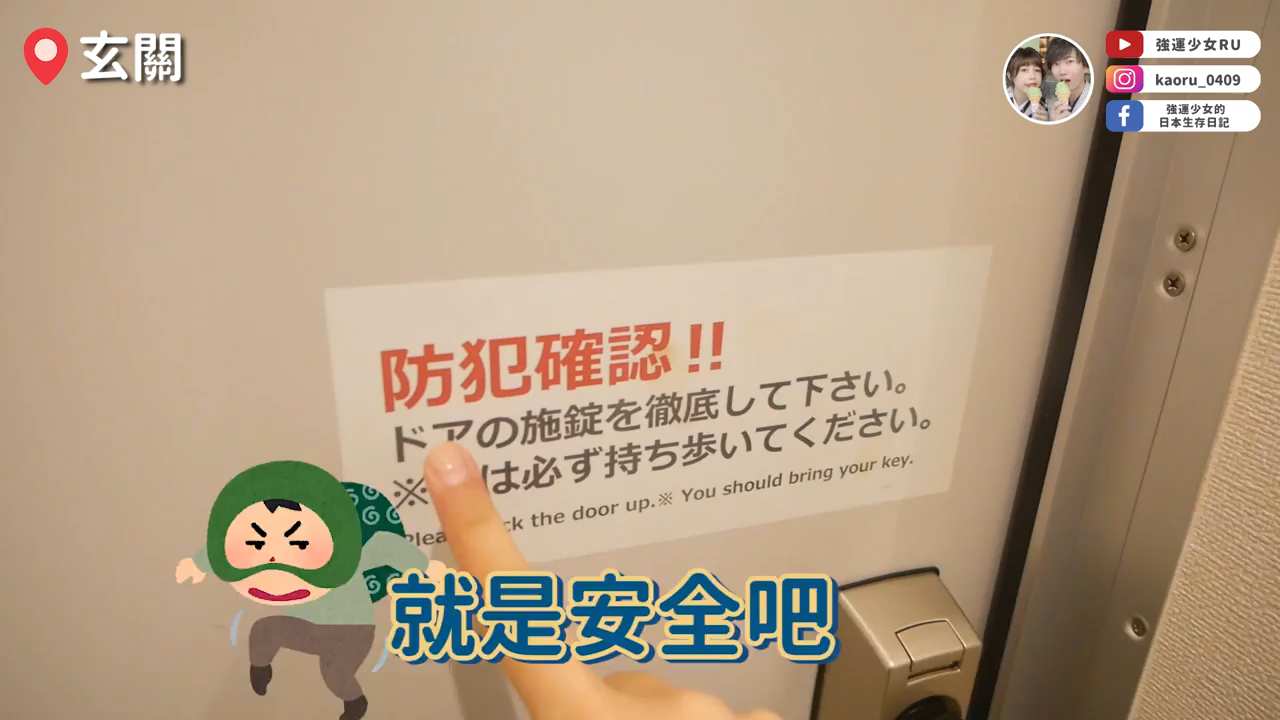 玄關
強運少女RU
kaoru_0409
強運少女的
日本生存日記
防犯確認!!
ドアの施錠を徹底して下さい。
※ は必ず持ち歩いてください。
the door up.※ You should bring your key.
就是安全吧